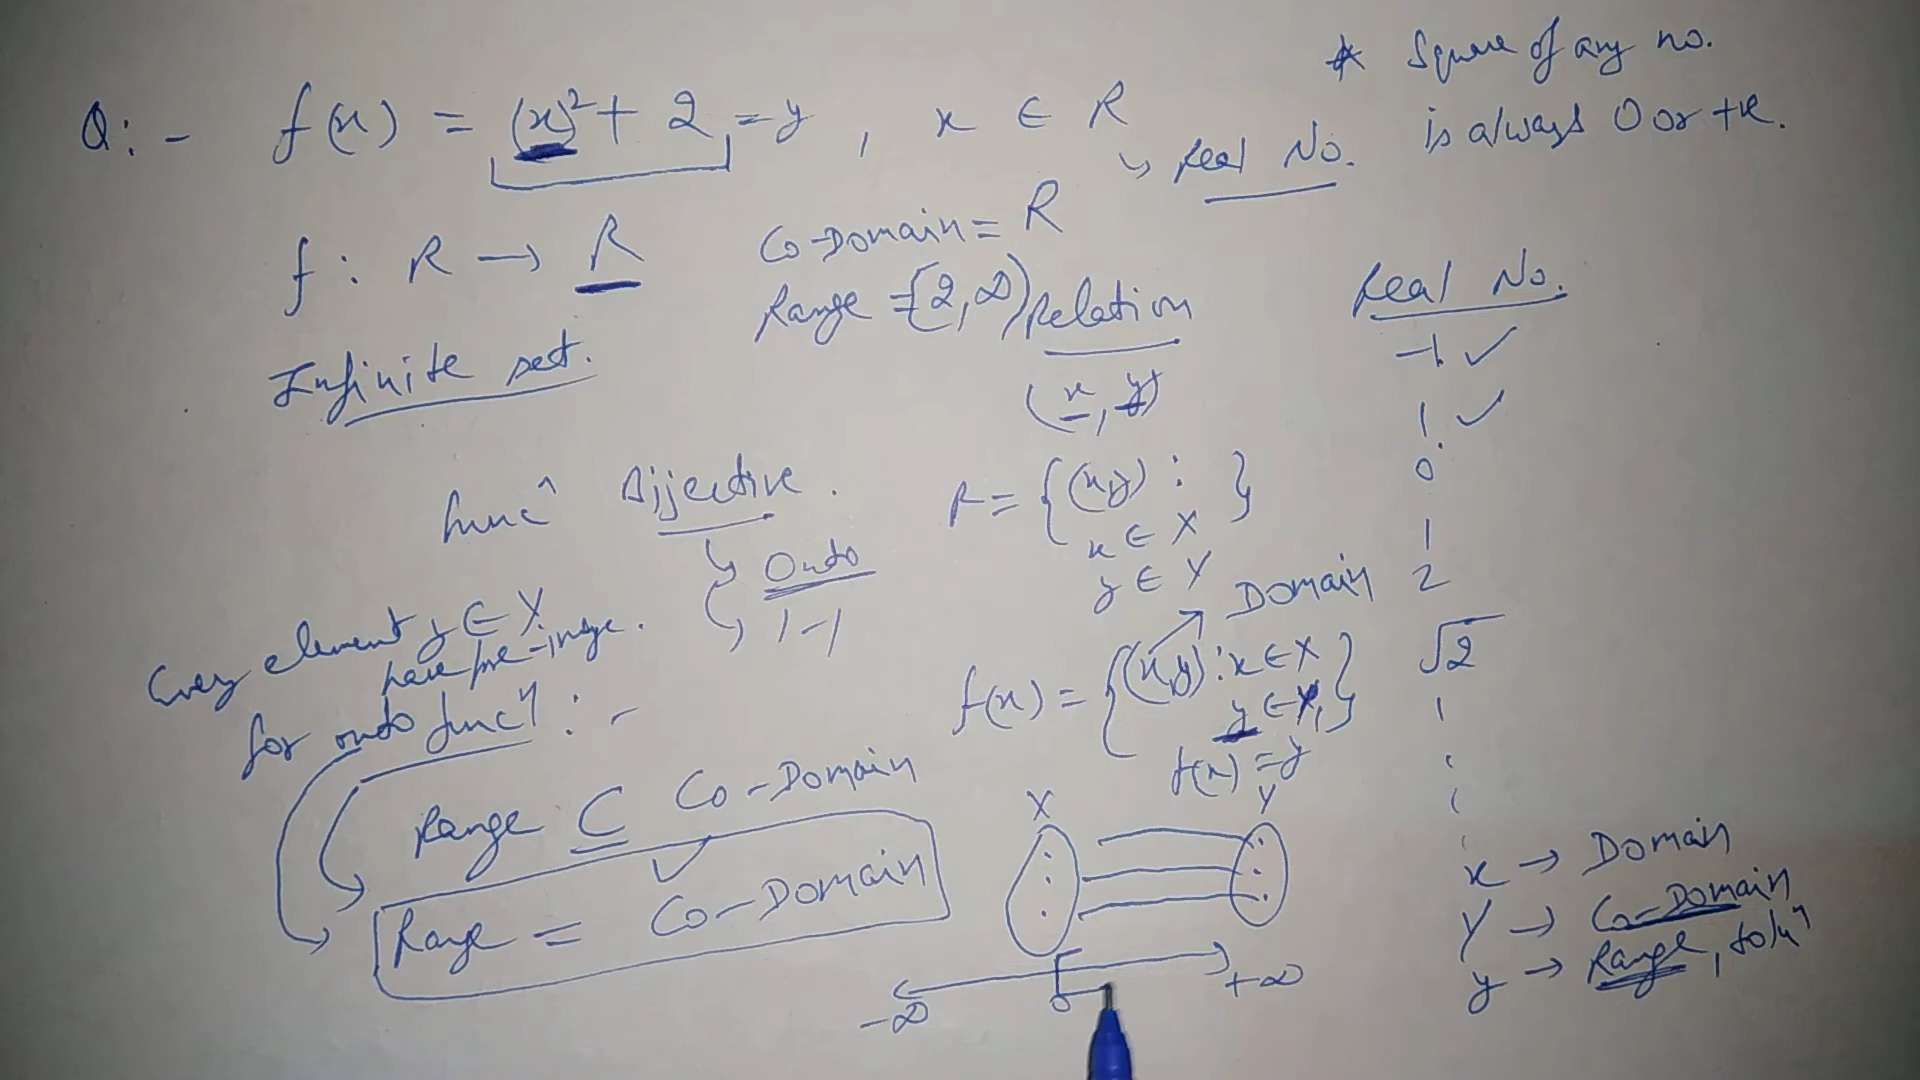 Q:- f(x) = (x)²+ 2 = y , x ∈ R
↳ Real No.
* Square of any no.
is always 0 or +ve.
f : R → R
Co-Domain = R
Range = [2, ∞)
Infinite set.
Relation
(x, y)
Real No.
-1 ✓
1 ✓
0
1
2
√2
Func^n Bijjective .
↳ Onto
↳ 1-1
R = {(x,y) : }
x ∈ X
y ∈ Y
Domain
Every element y ∈ Y
have pre-image .
f(x) = {(x,y) : x ∈ X
y ∈ Y, }
f(x) = y
for onto func^n :-
Range ⊂ Co-Domain
Range = Co-Domain ✓
X Y
-∞ 0 +∞
x → Domain
Y → Co-Domain
y → Range, sol^n